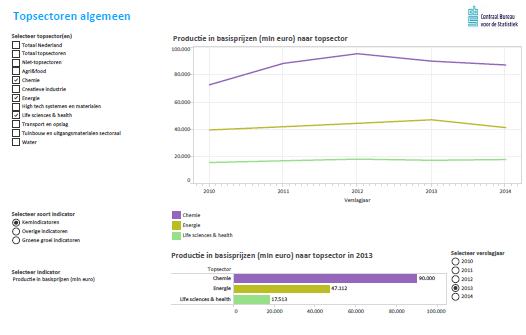 Topsectoren algemeen
Centraal Bureau
voor de Statistiek
Selecteer topsector(en)
Totaal Nederland
Totaal topsectoren
Niet-topsectoren
Agri&food
Chemie
Creatieve industrie
Energie
High tech systemen en materialen
Life sciences & health
Transport en opslag
Tuinbouw en uitgangsmaterialen sectoraal
Water
Productie in basisprijzen (mln euro) naar topsector
100.000
80.000
60.000
40.000
20.000
0
2010
2011
2012
2013
2014
Verslagjaar
Selecteer soort indicator
Kernindicatoren
Overige indicatoren
Groene groei indicatoren
Chemie
Energie
Life sciences & health
Selecteer indicator
Productie in basisprijzen (mln euro)
Productie in basisprijzen (mln euro) naar topsector in 2013
Topsector
Chemie
90.000
Energie
47.112
Life sciences & health
17.513
0
20.000
40.000
60.000
80.000
100.000
Selecteer verslagjaar
2010
2011
2012
2013
2014